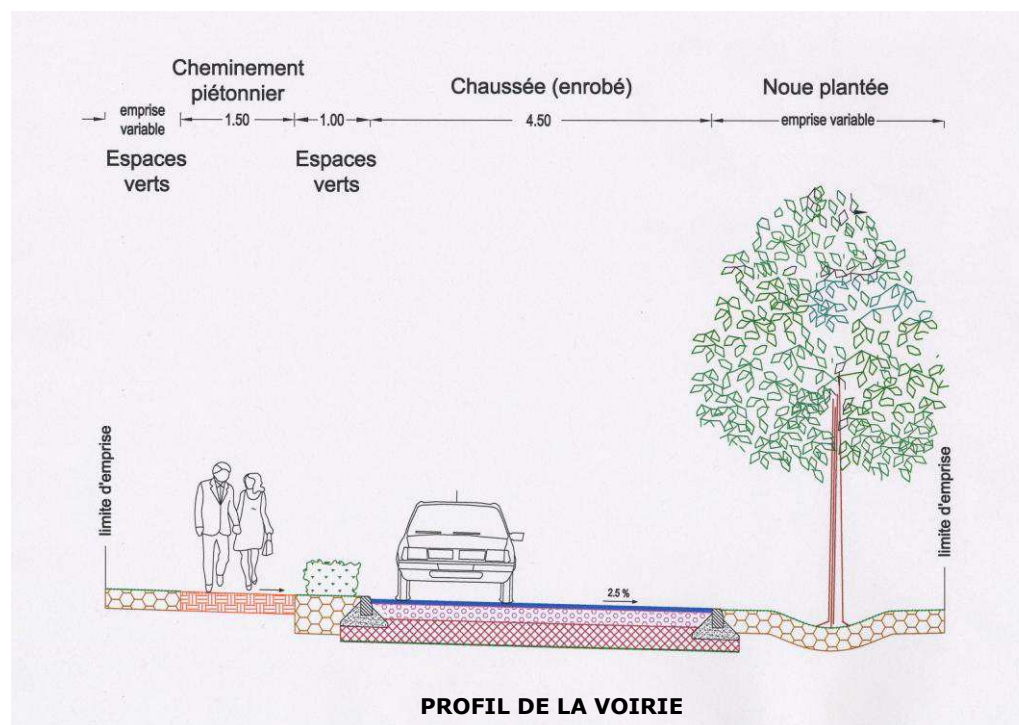 Cheminement
piétonnier
Chaussée (enrobé)
Noue plantée
emprise
variable
1.50
1.00
4.50
emprise variable
Espaces
verts
Espaces
verts
limite d'emprise
limite d'emprise
2.5 %
PROFIL DE LA VOIRIE